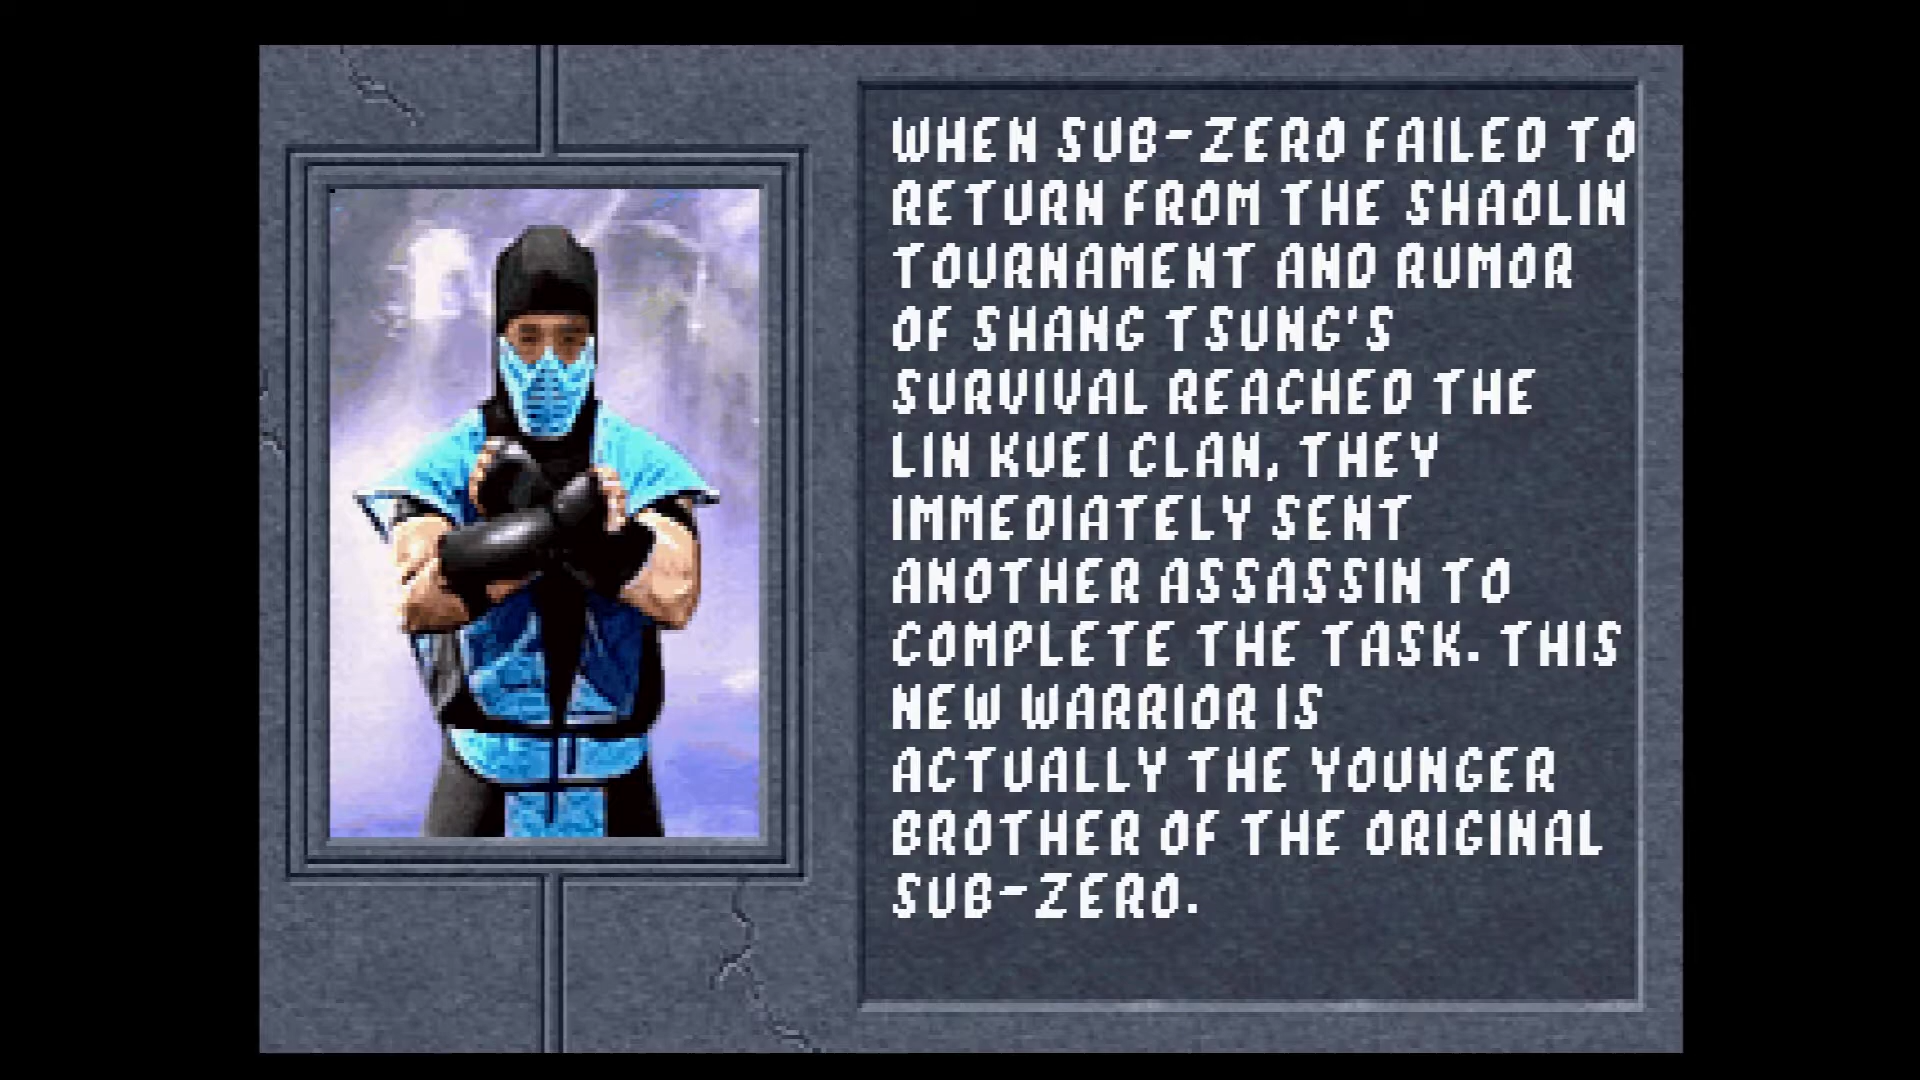 WHEN SUB-ZERO FAILED TO
RETURN FROM THE SHAOLIN
TOURNAMENT AND RUMOR
OF SHANG TSUNG'S
SURVIVAL REACHED THE
LIN KUEI CLAN, THEY
IMMEDIATELY SENT
ANOTHER ASSASSIN TO
COMPLETE THE TASK. THIS
NEW WARRIOR IS
ACTUALLY THE YOUNGER
BROTHER OF THE ORIGINAL
SUB-ZERO.